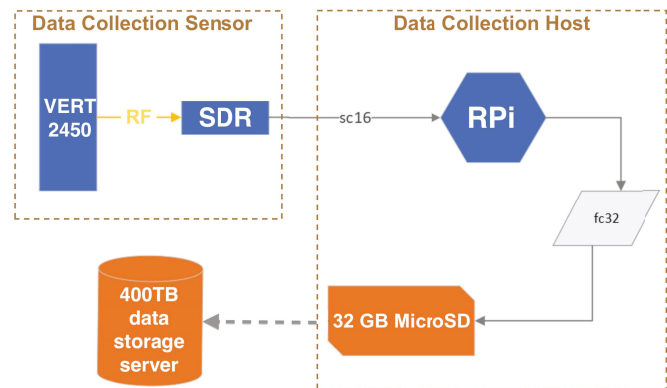 Data Collection Sensor
Data Collection Host
VERT
2450
RF
SDR
sc16
RPi
fc32
32 GB MicroSD
400TB
data
storage
server